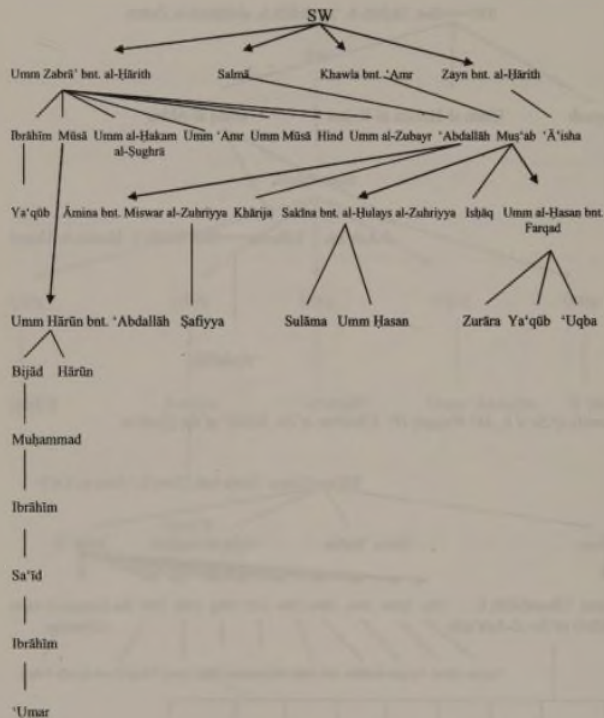 SW
Umm Zabrā' bnt. al-Ḥārith Salmā Khawla bnt. ‘Amr Zayn bnt. al-Ḥārith
Ibrāhīm Mūsā Umm al-Ḥakam Umm ‘Amr Umm Mūsā Hind Umm al-Zubayr ‘Abdallāh Muṣ‘ab ‘Ā’isha
al-Ṣughrā
Ya‘qūb Āmina bnt. Miswar al-Zuhriyya Khārija Sakīna bnt. al-Ḥulays al-Zuhriyya Isḥāq Umm al-Ḥasan bnt.
Farqad
Umm Hārūn bnt. ‘Abdallāh Ṣafiyya Sulāma Umm Ḥasan Zurāra Ya‘qūb ‘Uqba
Bijād Hārūn
Muḥammad
Ibrāhīm
Sa‘īd
Ibrāhīm
‘Umar